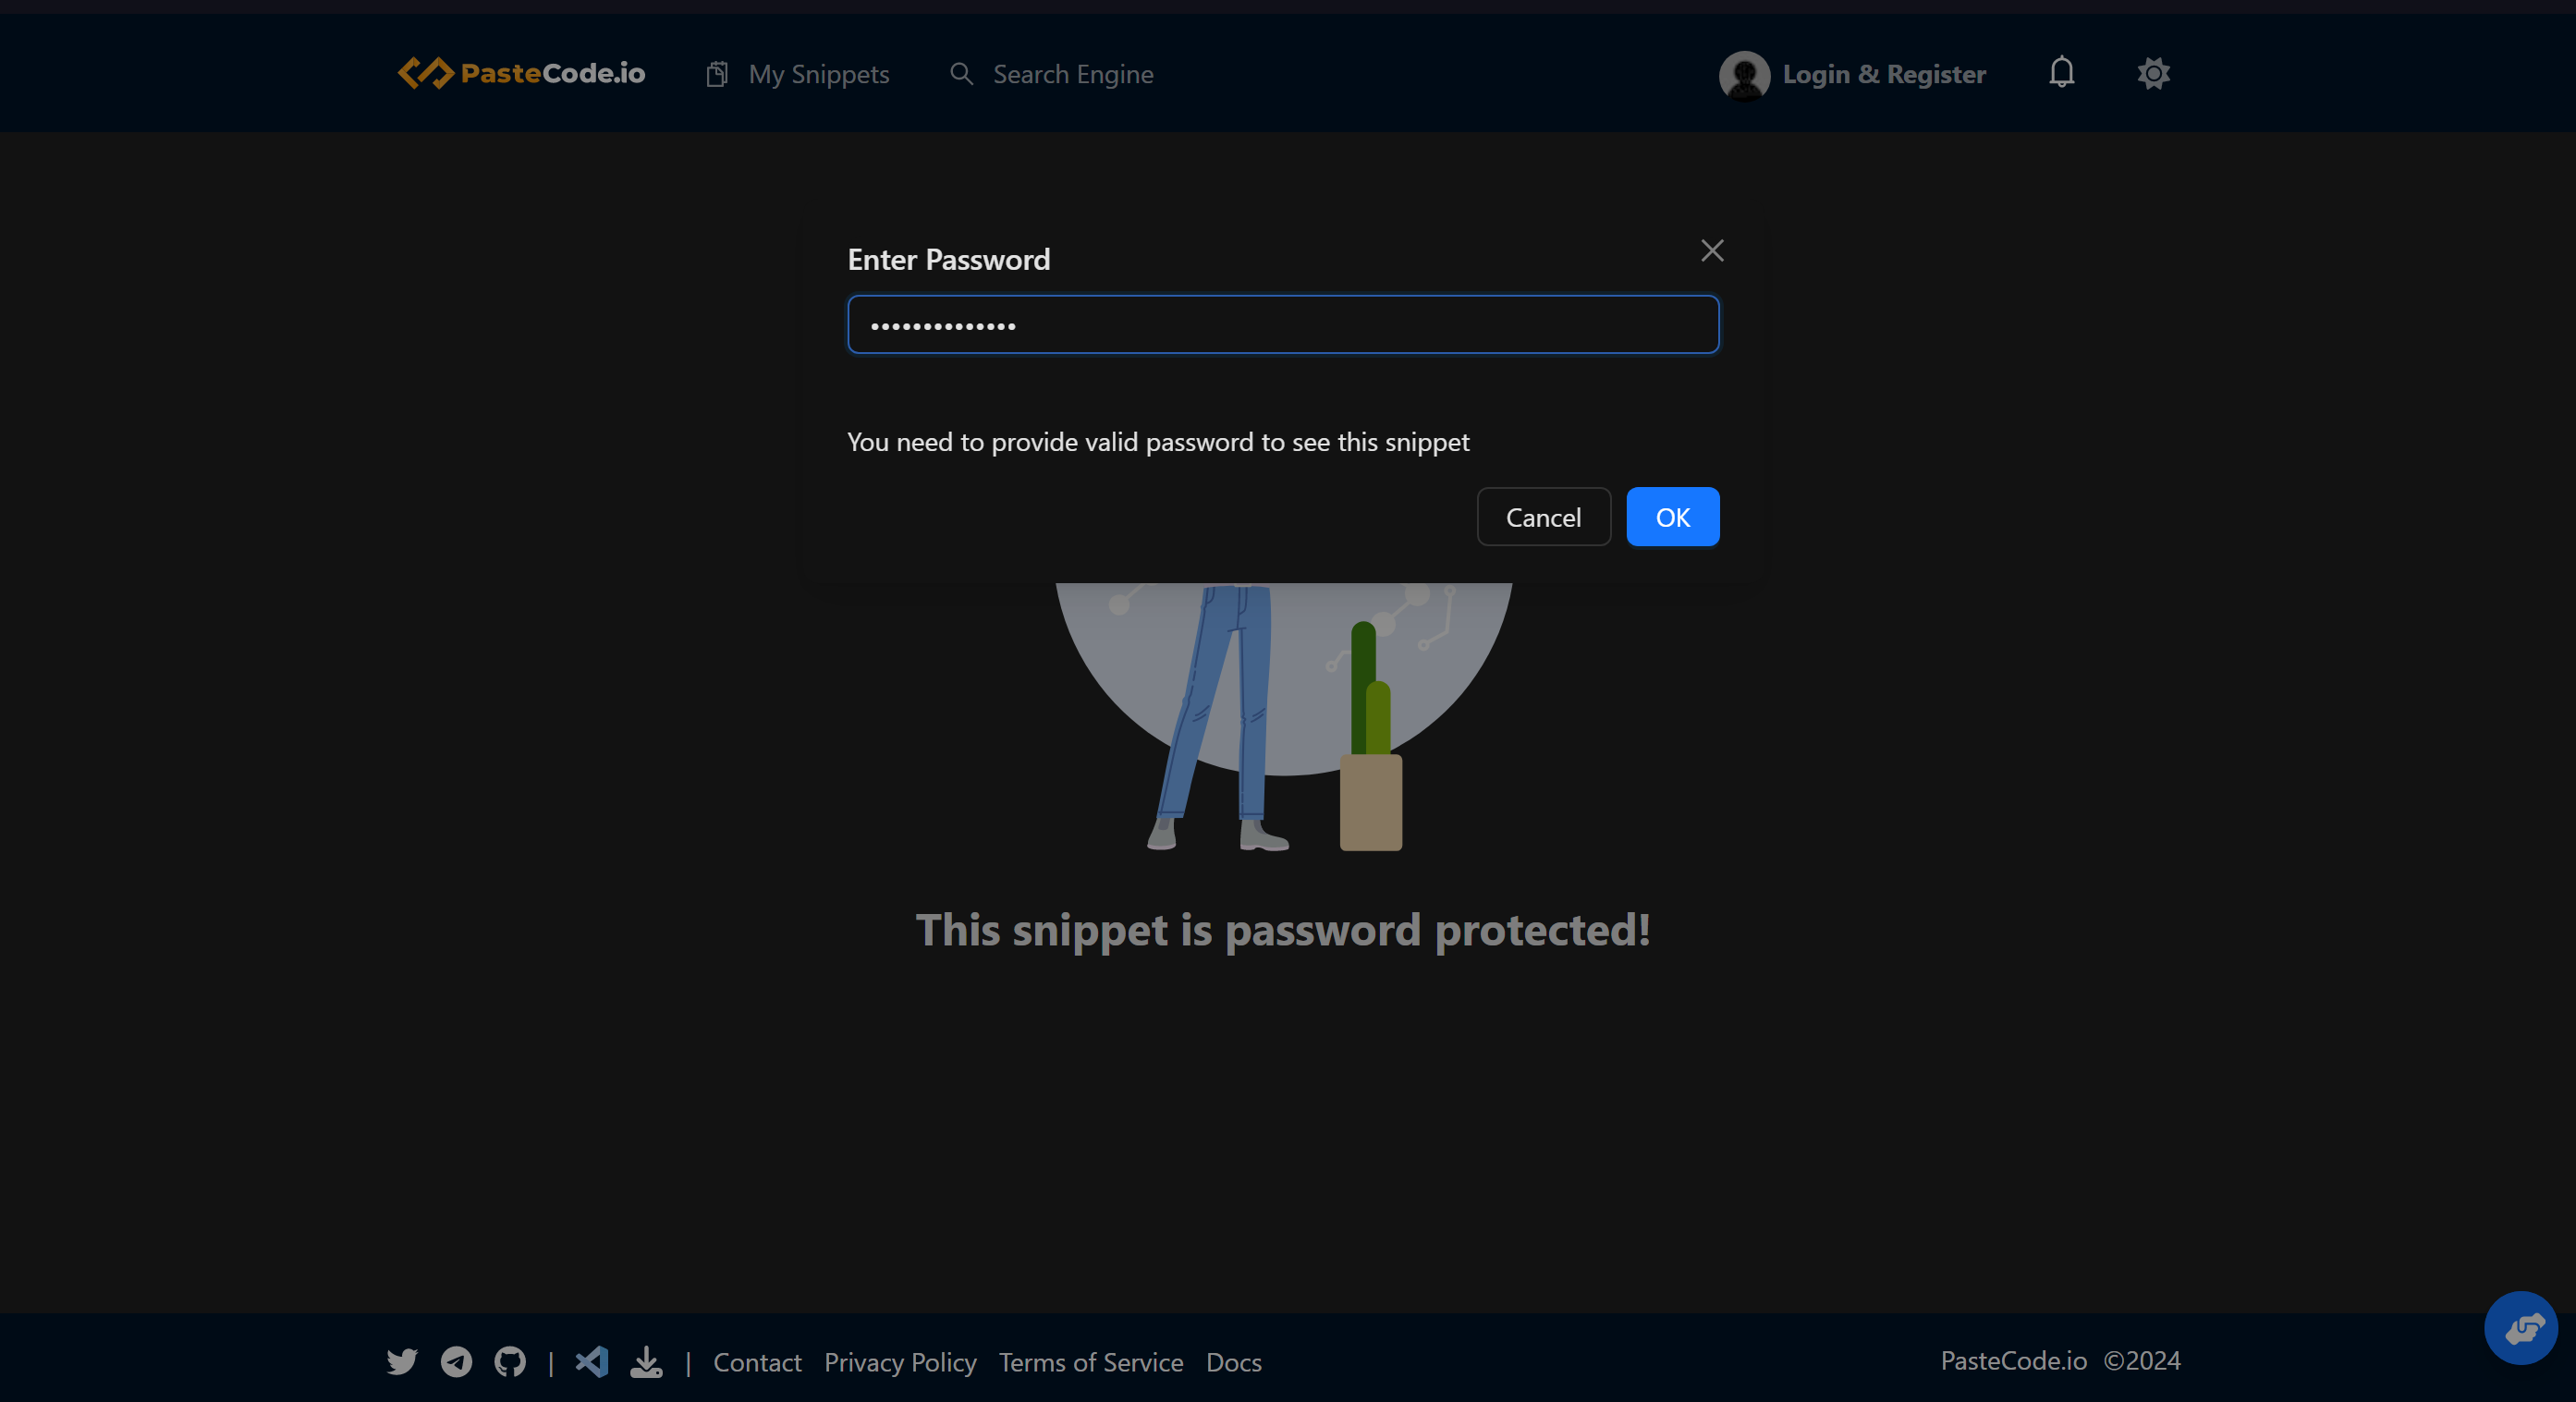 PasteCode.io My Snippets Search Engine Login & Register
Enter Password
••••••••••••••
You need to provide valid password to see this snippet
Cancel OK
This snippet is password protected!
| | Contact Privacy Policy Terms of Service Docs PasteCode.io ©2024